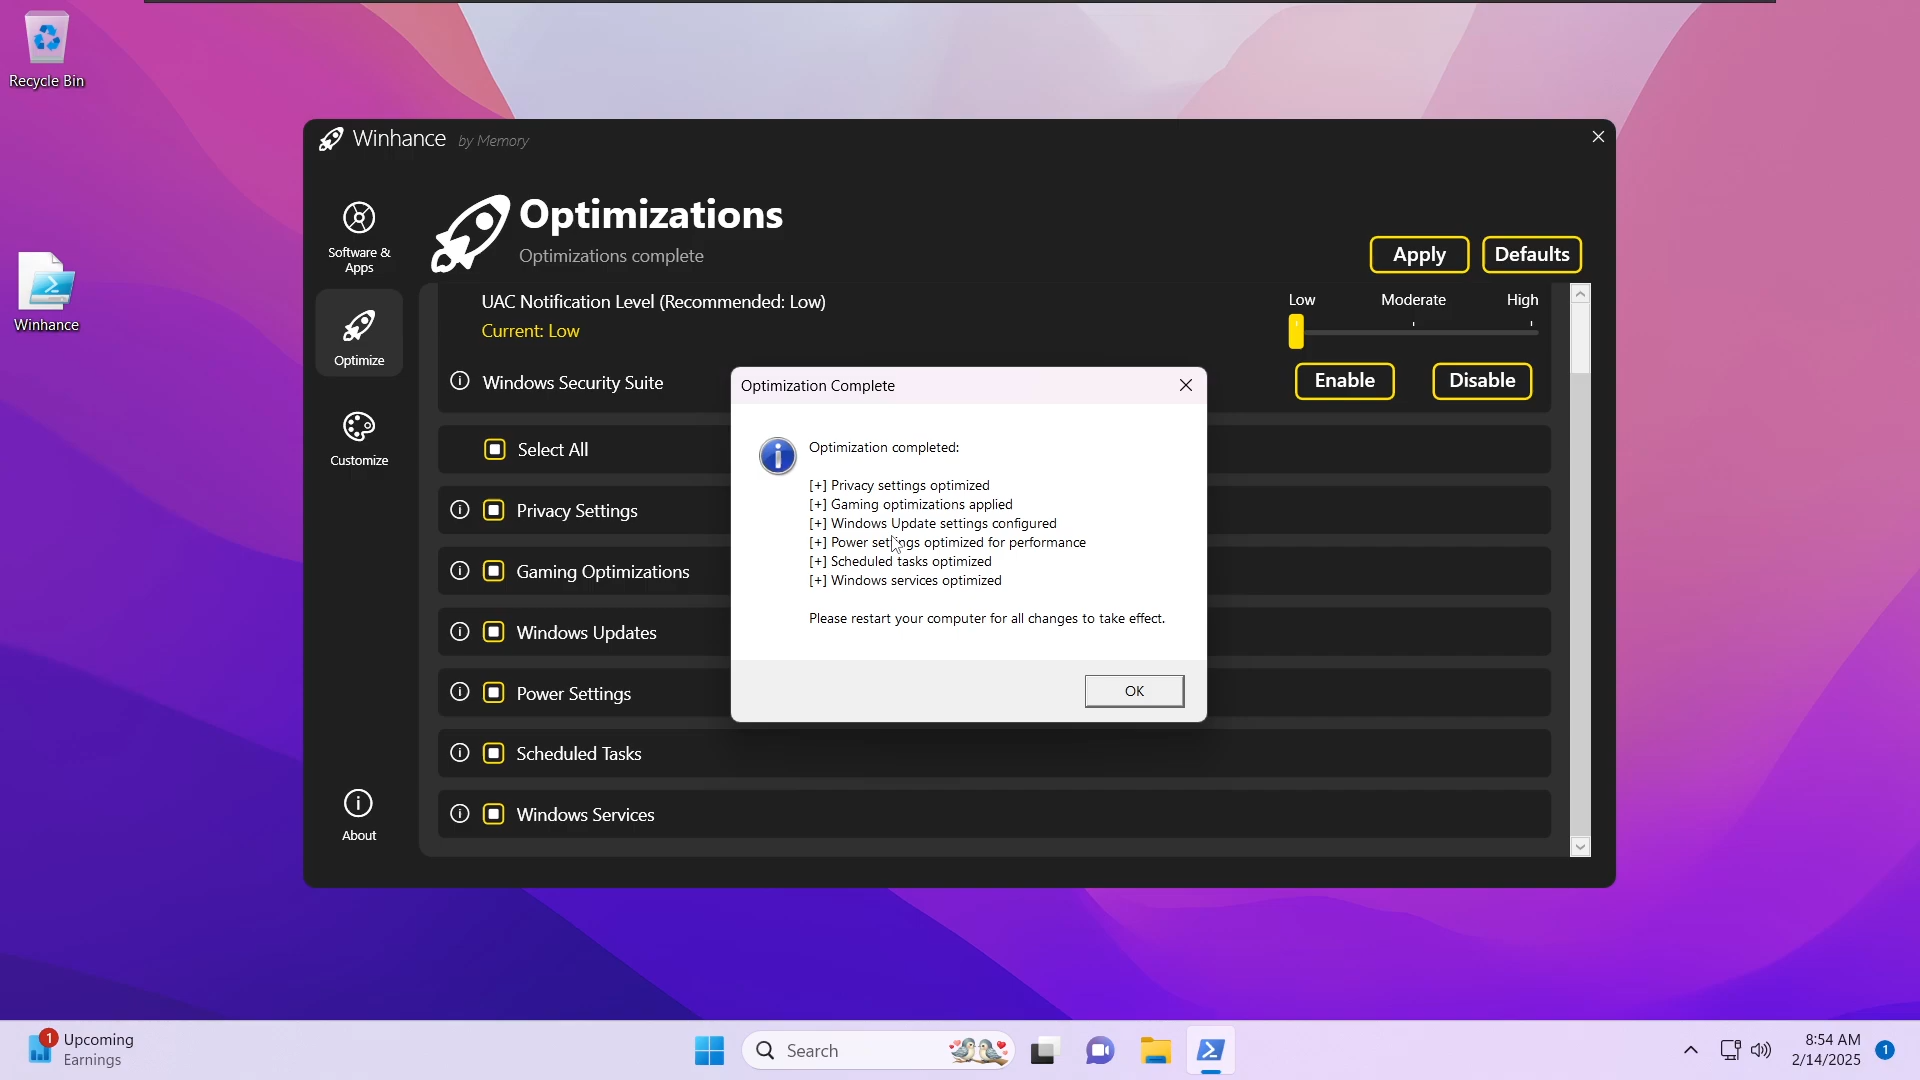 Recycle Bin
Winhance
Winhance by Memory
Software &
Apps
Optimize
Customize
About
Optimizations
Optimizations complete
Apply
Defaults
UAC Notification Level (Recommended: Low)
Current: Low
Low Moderate High
Windows Security Suite
Enable
Disable
Select All
Privacy Settings
Gaming Optimizations
Windows Updates
Power Settings
Scheduled Tasks
Windows Services
Optimization Complete
Optimization completed:
[+] Privacy settings optimized
[+] Gaming optimizations applied
[+] Windows Update settings configured
[+] Power settings optimized for performance
[+] Scheduled tasks optimized
[+] Windows services optimized
Please restart your computer for all changes to take effect.
OK
1
Upcoming
Earnings
Search
8:54 AM
2/14/2025
1